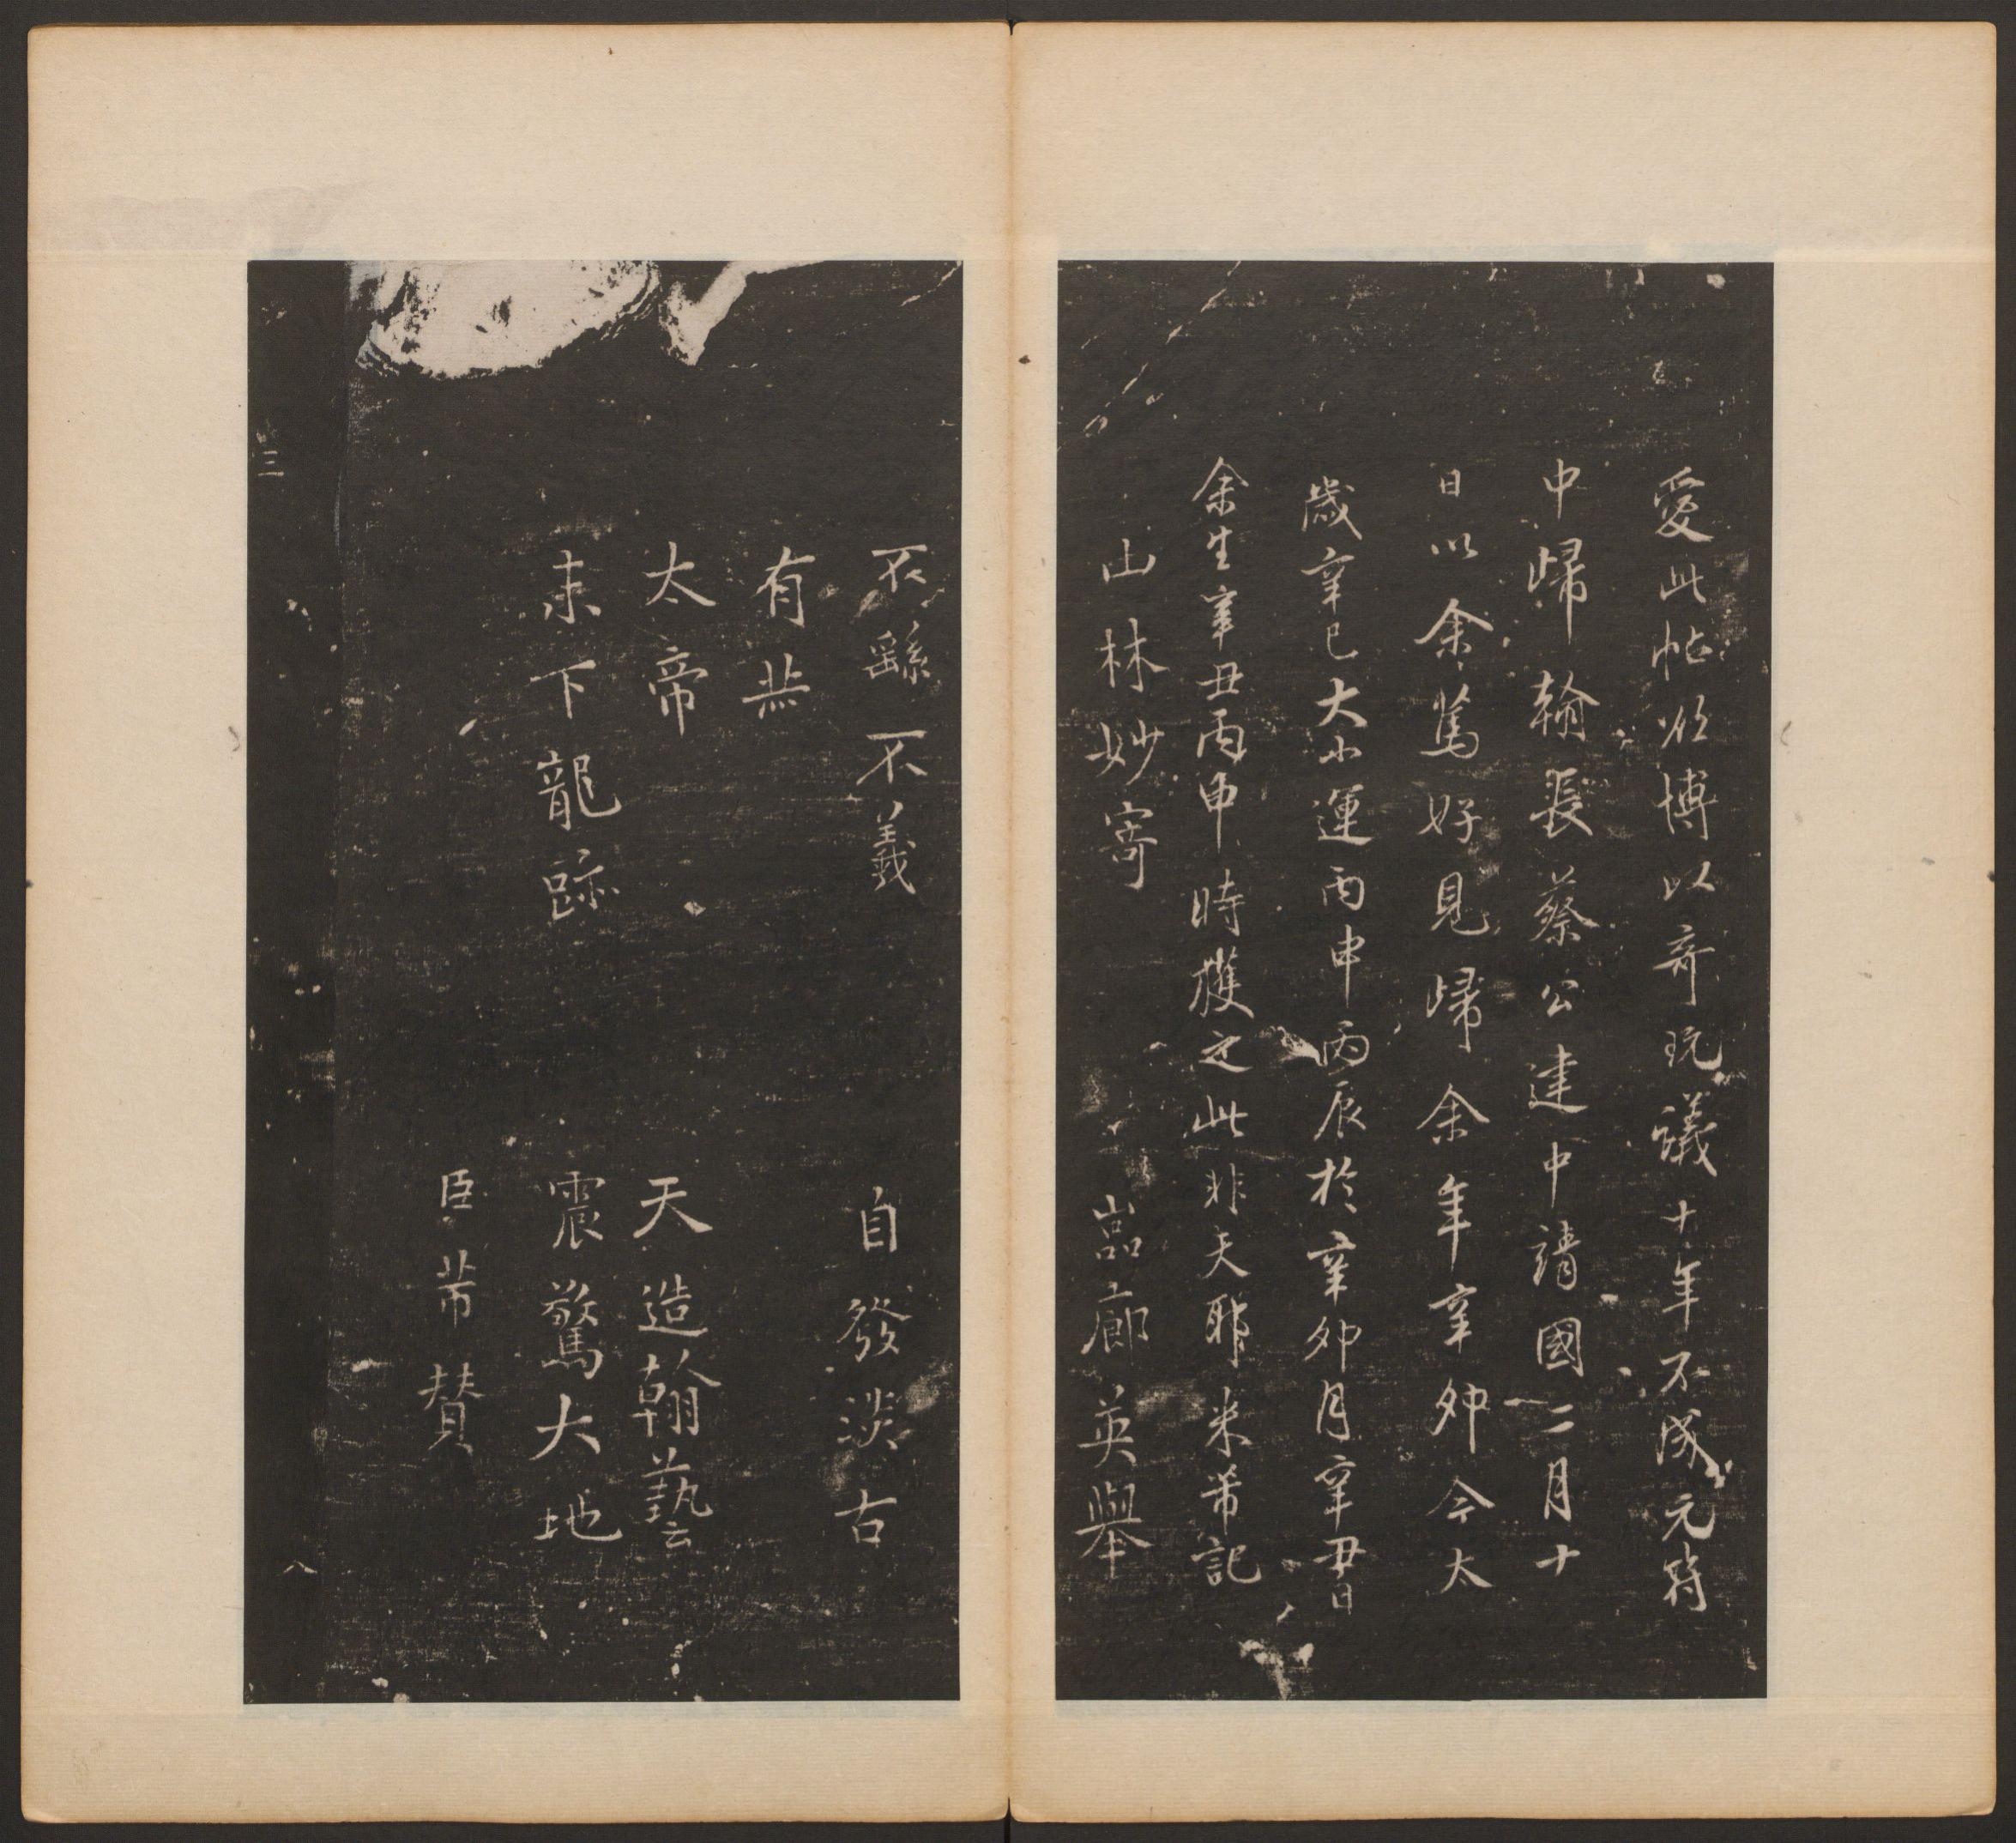 愛此帖欲博以奇玩議十年不成元符
中歸翰長蔡公建中靖國二月十
日以余篤好見歸余年辛卯今太
歲辛巳大小運丙申丙辰於辛卯月辛丑日
余生辛丑丙申時獲之此非天耶米芾記
山林妙寄
嵓廊英舉
不繇不義
自發淡古
有𠀤
太帝
天造翰藝
末下龍跡
震驚大地
臣芾贊
三
八